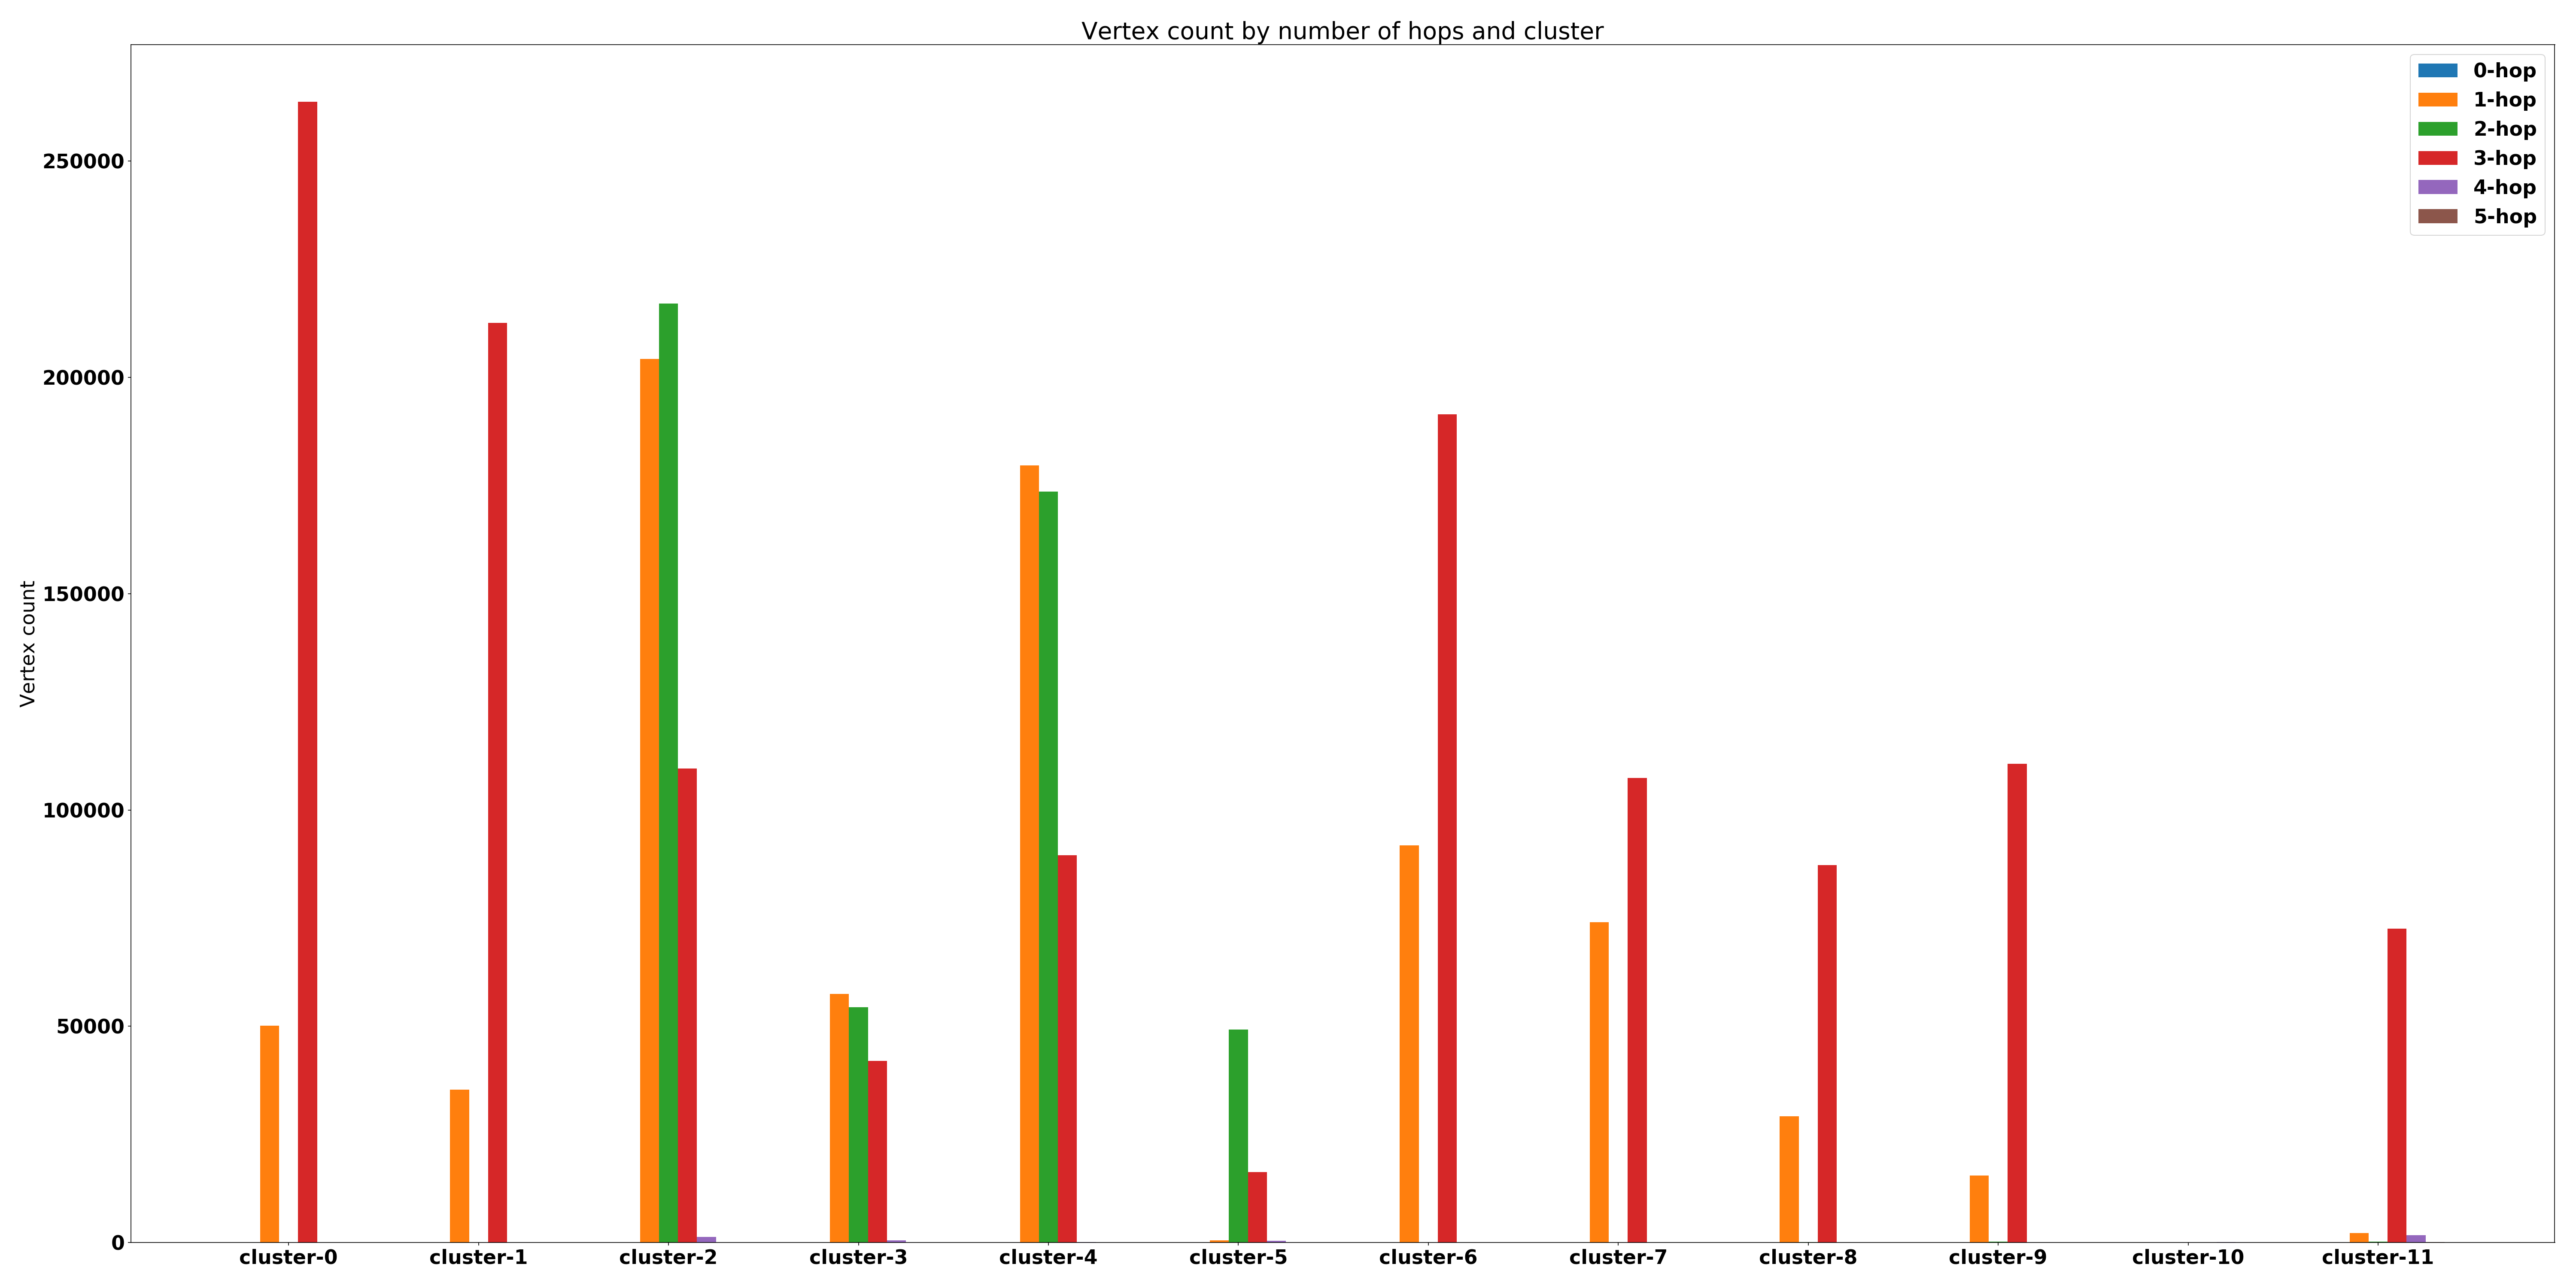 Vertex count by number of hops and cluster
0-hop
1-hop
2-hop
3-hop
4-hop
5-hop
Vertex count
250000
200000
150000
100000
50000
0
cluster-0 cluster-1 cluster-2 cluster-3 cluster-4 cluster-5 cluster-6 cluster-7 cluster-8 cluster-9 cluster-10 cluster-11